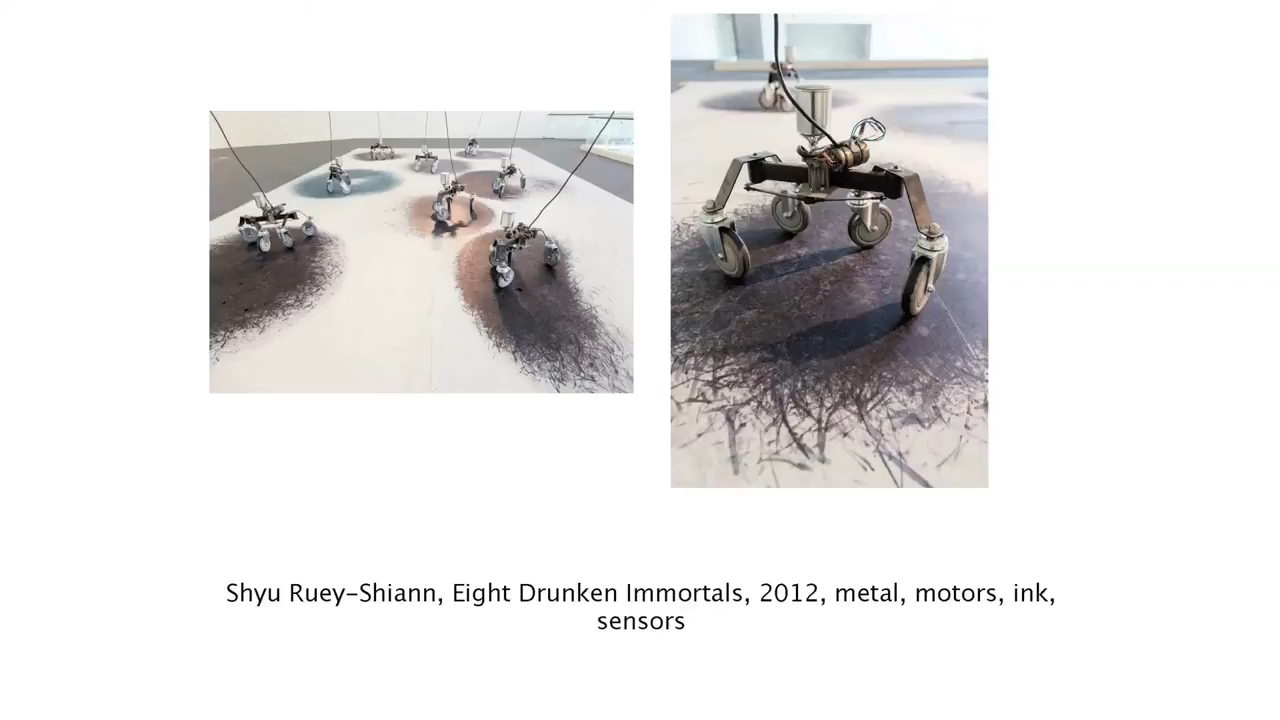 Shyu Ruey-Shiann, Eight Drunken Immortals, 2012, metal, motors, ink,
sensors